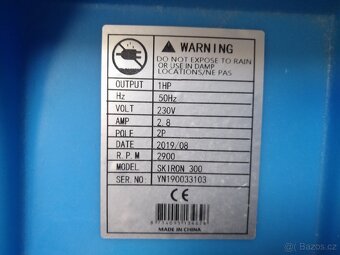 ⚠ WARNING
DO NOT EXPOSE TO RAIN
OR USE IN DAMP
LOCATIONS/NE PAS
OUTPUT 1HP
Hz 50Hz
VOLT 230V
AMP 2.8
POLE 2P
DATE 2019/08
R.P.M 2900
MODEL SKIRON 300
SER.NO: YN190033103
CE
MADE IN CHINA
bazos.cz